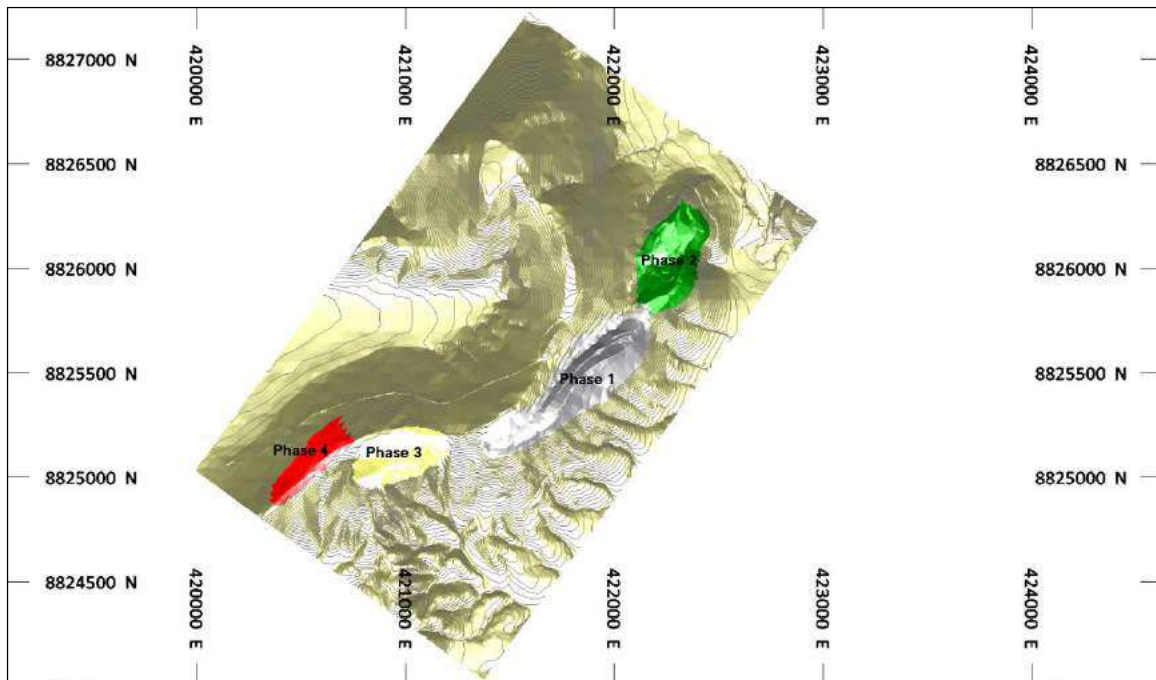 420000 E
421000 E
422000 E
423000 E
424000 E
8827000 N
8827000 N
8826500 N
8826500 N
8826000 N
8826000 N
8825500 N
8825500 N
8825000 N
8825000 N
8824500 N
8824500 N
Phase 2
Phase 1
Phase 4
Phase 3
420000 E
421000 E
422000 E
423000 E
424000 E